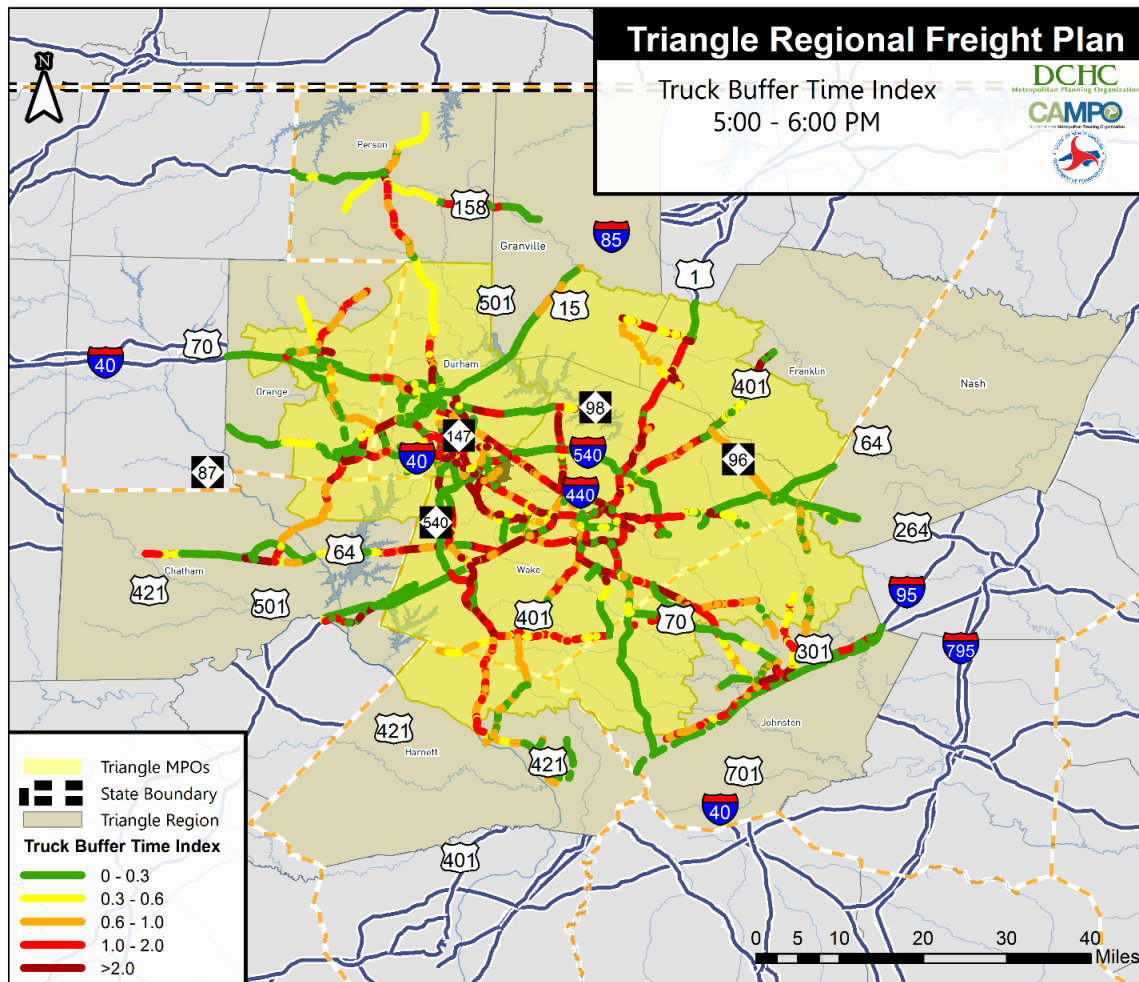 Triangle Regional Freight Plan
Truck Buffer Time Index
5:00 - 6:00 PM
DCHC
Metropolitan Planning Organization
CAMPO
N
Person
158
Granville
85
1
501
15
70
40
Durham
Orange
Franklin
401
Nash
98
147
64
87
40
540
96
440
540
264
64
Wake
Chatham
421
501
401
70
95
301
795
421
Harnett
Johnston
421
701
40
401
Triangle MPOs
State Boundary
Triangle Region
Truck Buffer Time Index
0 - 0.3
0.3 - 0.6
0.6 - 1.0
1.0 - 2.0
>2.0
0 5 10 20 30 40
Miles